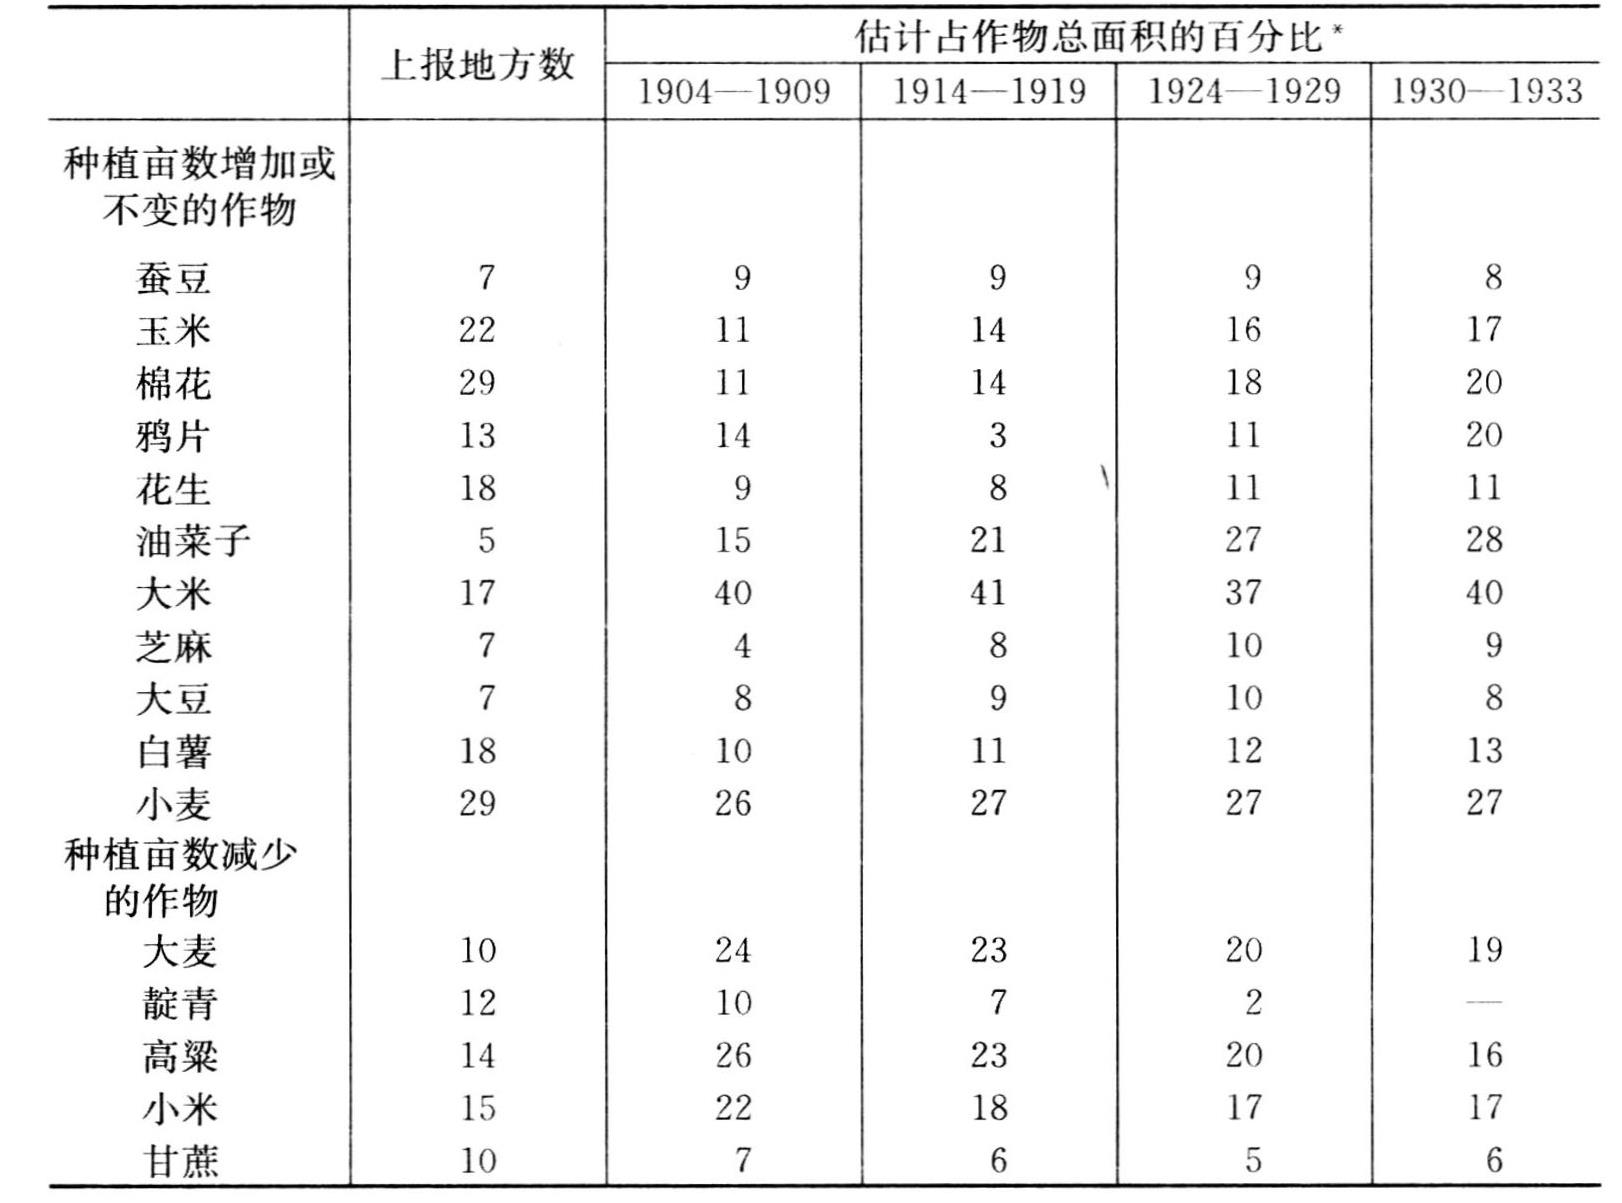 估计占作物总面积的百分比*
上报地方数
1904—1909 1914—1919 1924—1929 1930—1933
种植亩数增加或
不变的作物
蚕豆 7 9 9 9 8
玉米 22 11 14 16 17
棉花 29 11 14 18 20
鸦片 13 14 3 11 20
花生 18 9 8 11 11
油菜子 5 15 21 27 28
大米 17 40 41 37 40
芝麻 7 4 8 10 9
大豆 7 8 9 10 8
白薯 18 10 11 12 13
小麦 29 26 27 27 27
种植亩数减少
的作物
大麦 10 24 23 20 19
靛青 12 10 7 2 —
高粱 14 26 23 20 16
小米 15 22 18 17 17
甘蔗 10 7 6 5 6